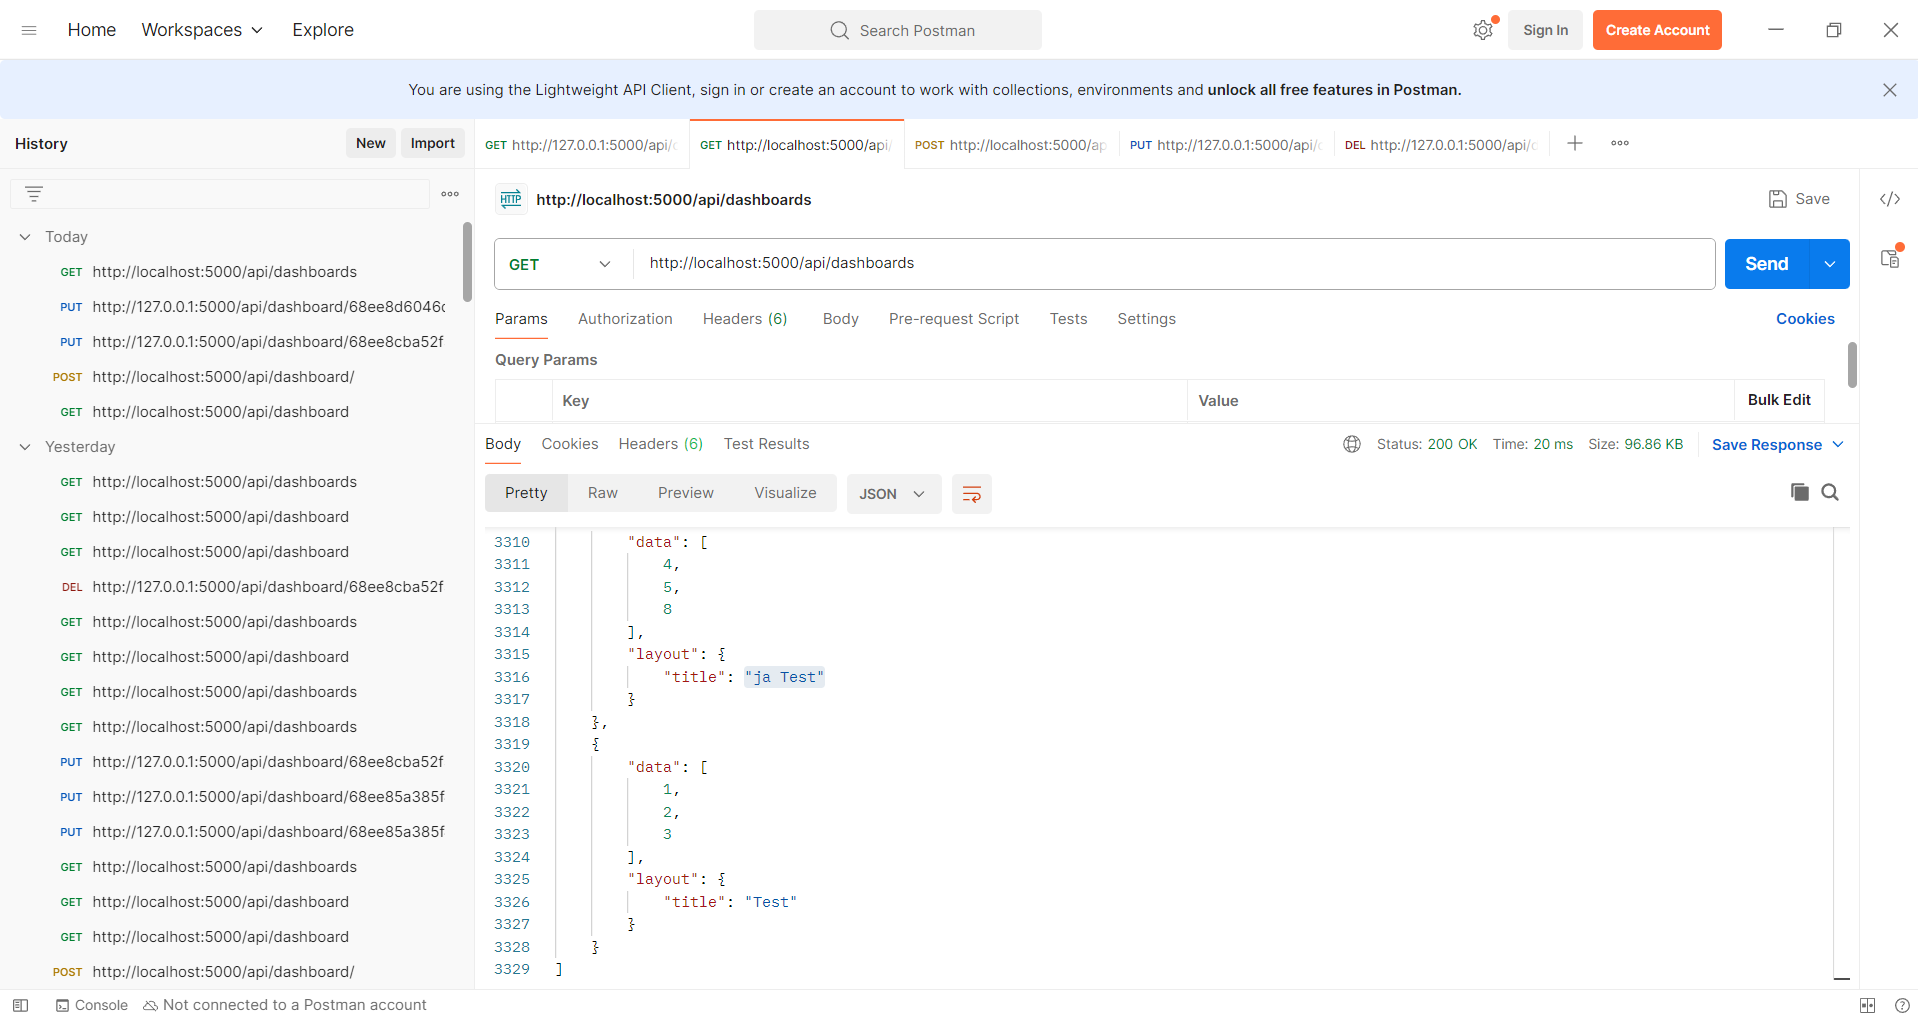 Home Workspaces Explore Search Postman Sign In Create Account
You are using the Lightweight API Client, sign in or create an account to work with collections, environments and unlock all free features in Postman.
History New Import
GET http://127.0.0.1:5000/api/ GET http://localhost:5000/api/ POST http://localhost:5000/ap PUT http://127.0.0.1:5000/api/ DEL http://127.0.0.1:5000/api/
HTTP http://localhost:5000/api/dashboards Save
Today
GET http://localhost:5000/api/dashboards
PUT http://127.0.0.1:5000/api/dashboard/68ee8d6046
PUT http://127.0.0.1:5000/api/dashboard/68ee8cba52f
POST http://localhost:5000/api/dashboard/
GET http://localhost:5000/api/dashboard
Yesterday
GET http://localhost:5000/api/dashboards
GET http://localhost:5000/api/dashboard
GET http://localhost:5000/api/dashboard
DEL http://127.0.0.1:5000/api/dashboard/68ee8cba52f
GET http://localhost:5000/api/dashboards
GET http://localhost:5000/api/dashboard
GET http://localhost:5000/api/dashboards
GET http://localhost:5000/api/dashboards
PUT http://127.0.0.1:5000/api/dashboard/68ee8cba52f
PUT http://127.0.0.1:5000/api/dashboard/68ee85a385f
PUT http://127.0.0.1:5000/api/dashboard/68ee85a385f
GET http://localhost:5000/api/dashboards
GET http://localhost:5000/api/dashboard
GET http://localhost:5000/api/dashboard
POST http://localhost:5000/api/dashboard/
GET http://localhost:5000/api/dashboards Send
Params Authorization Headers (6) Body Pre-request Script Tests Settings Cookies
Query Params
Key Value Bulk Edit
Body Cookies Headers (6) Test Results Status: 200 OK Time: 20 ms Size: 96.86 KB Save Response
Pretty Raw Preview Visualize JSON
3310 "data": [
3311 4,
3312 5,
3313 8
3314 ],
3315 "layout": {
3316 "title": "ja Test"
3317 }
3318 },
3319 {
3320 "data": [
3321 1,
3322 2,
3323 3
3324 ],
3325 "layout": {
3326 "title": "Test"
3327 }
3328 }
3329 ]
Console Not connected to a Postman account